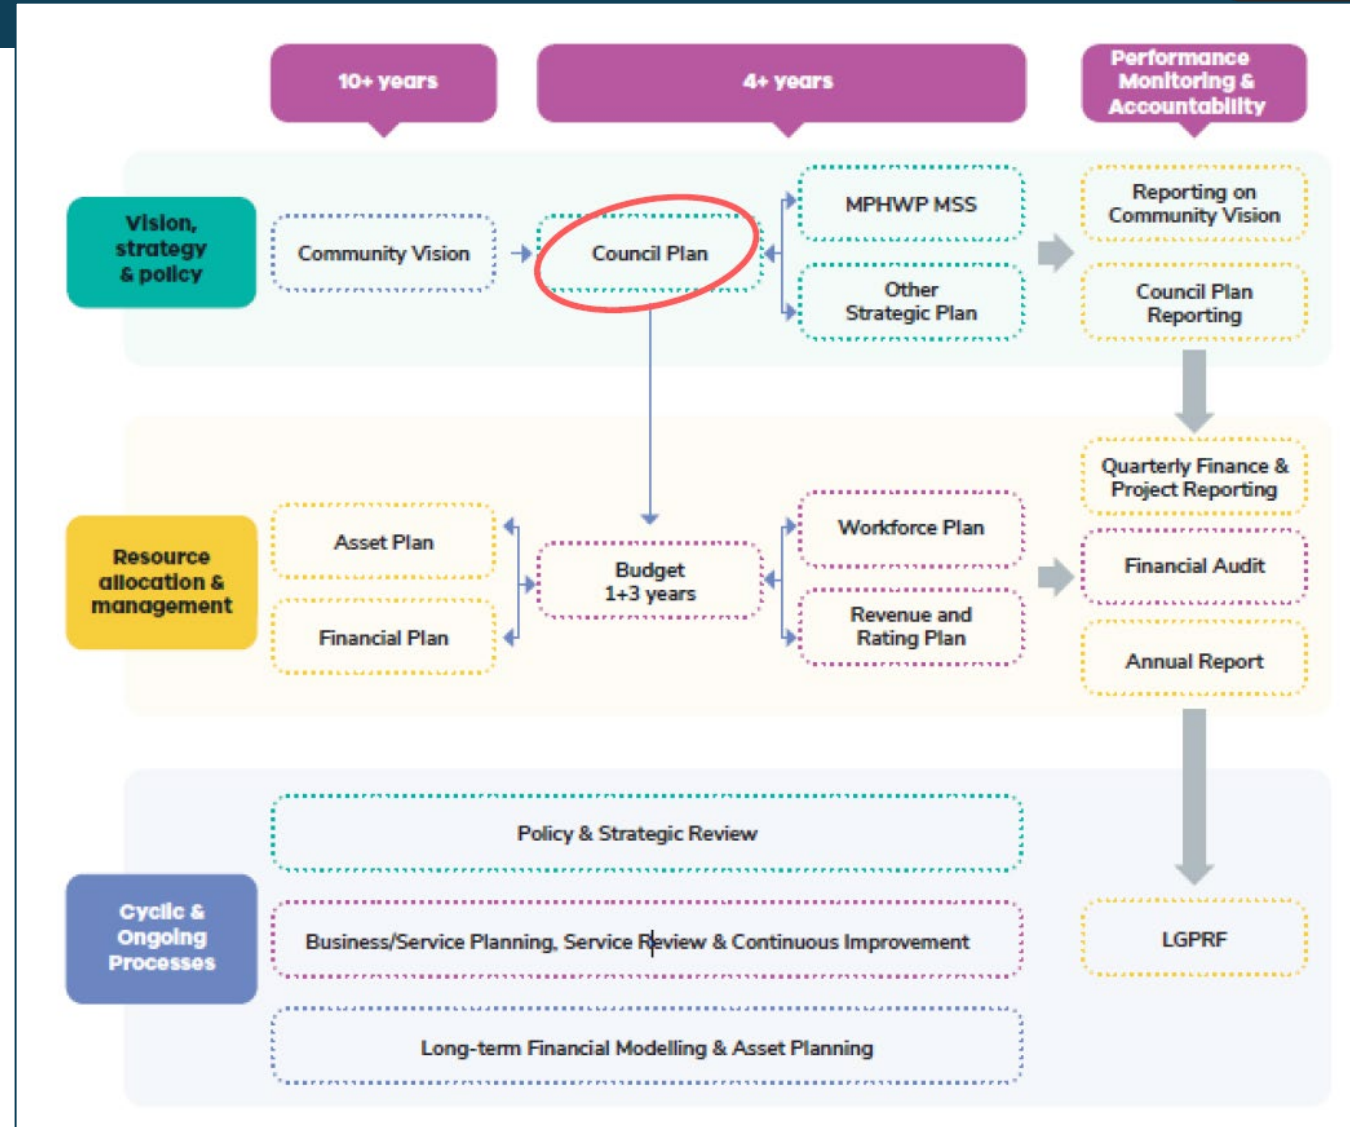 10+ years
4+ years
Performance
Monitoring &
Accountability
Vision,
strategy
& policy
Community Vision
Council Plan
MPHWP MSS
Other
Strategic Plan
Reporting on
Community Vision
Council Plan
Reporting
Resource
allocation &
management
Asset Plan
Financial Plan
Budget
1+3 years
Workforce Plan
Revenue and
Rating Plan
Quarterly Finance &
Project Reporting
Financial Audit
Annual Report
Cyclic &
Ongoing
Processes
Policy & Strategic Review
Business/Service Planning, Service Review & Continuous Improvement
Long-term Financial Modelling & Asset Planning
LGPRF